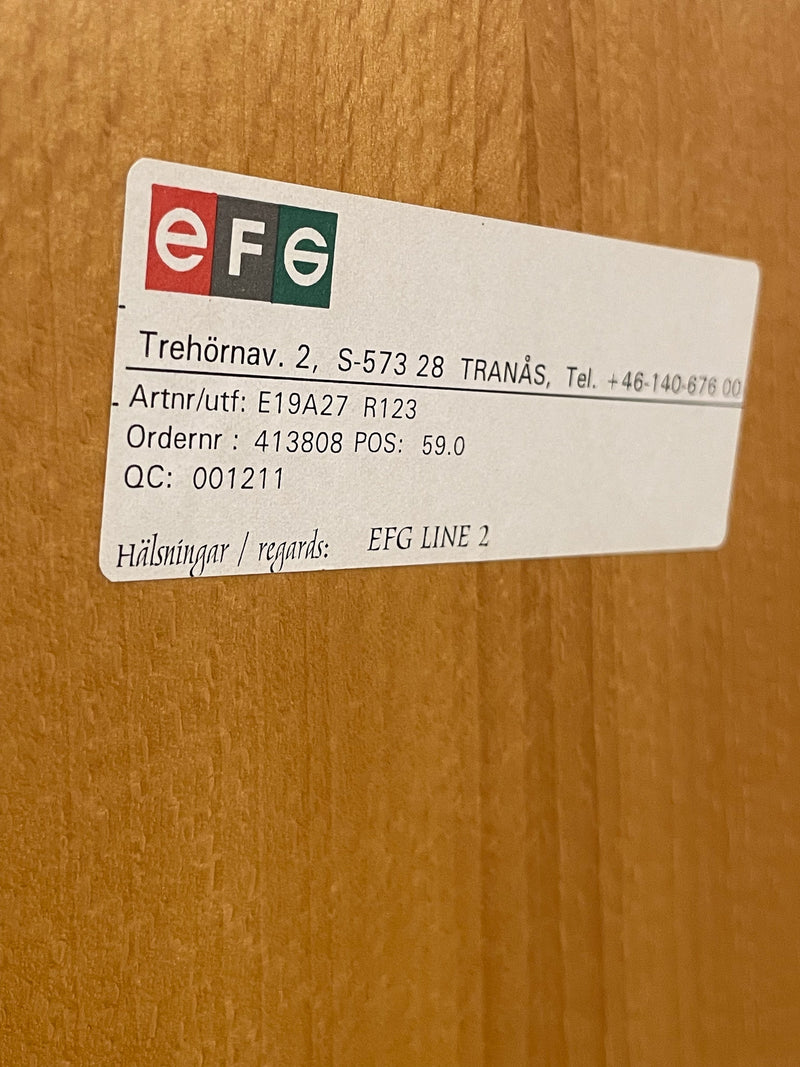 eFG
Trehörnav. 2, S-573 28 TRANÅS, Tel. +46-140-676 00
Artnr/utf: E19A27 R123
Ordernr : 413808 POS: 59.0
QC: 001211
Hälsningar / regards: EFG LINE 2